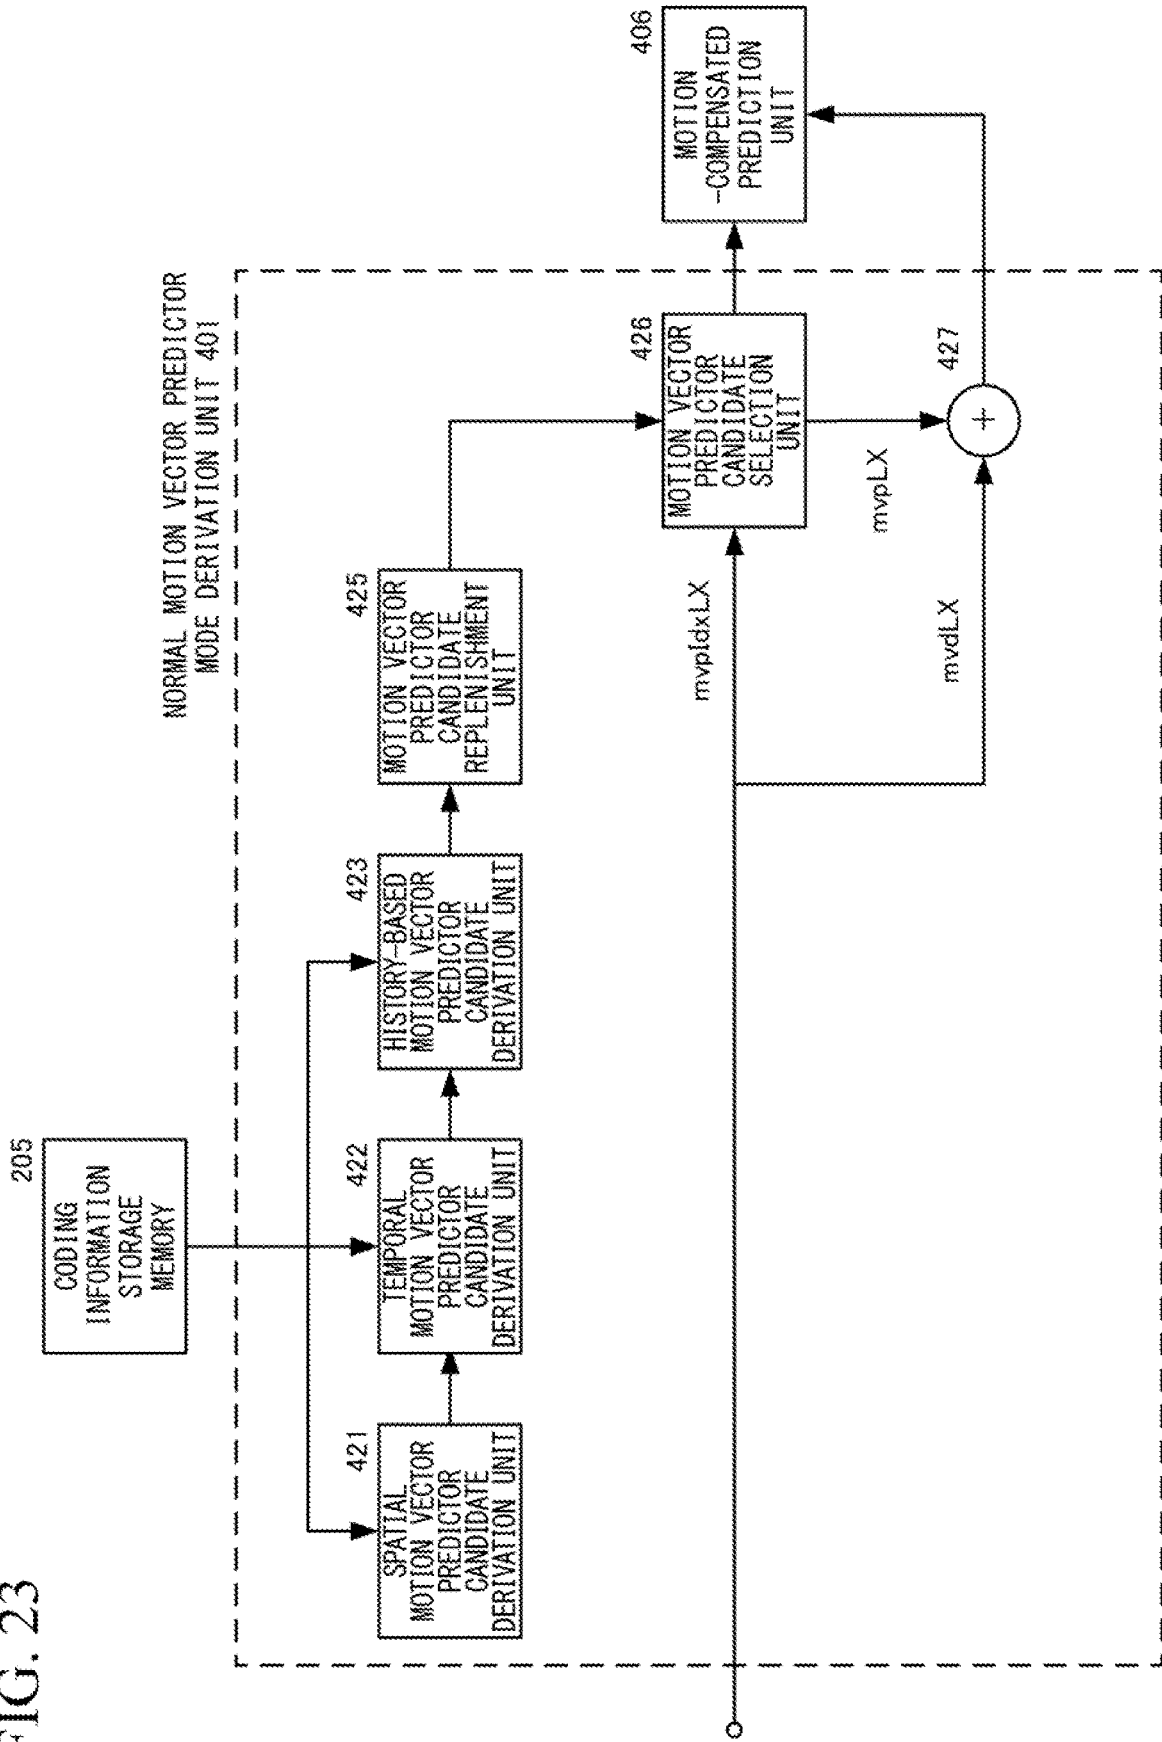 FIG. 23
205
CODING
INFORMATION
STORAGE
MEMORY
NORMAL MOTION VECTOR PREDICTOR
MODE DERIVATION UNIT 401
421
SPATIAL
MOTION VECTOR
PREDICTOR
CANDIDATE
DERIVATION UNIT
422
TEMPORAL
MOTION VECTOR
PREDICTOR
CANDIDATE
DERIVATION UNIT
423
HISTORY-BASED
MOTION VECTOR
PREDICTOR
CANDIDATE
DERIVATION UNIT
425
MOTION VECTOR
PREDICTOR
CANDIDATE
REPLENISHMENT
UNIT
426
MOTION VECTOR
PREDICTOR
CANDIDATE
SELECTION
UNIT
406
MOTION
-COMPENSATED
PREDICTION
UNIT
mvpIdxLX
mvpLX
427
+
mvdLX